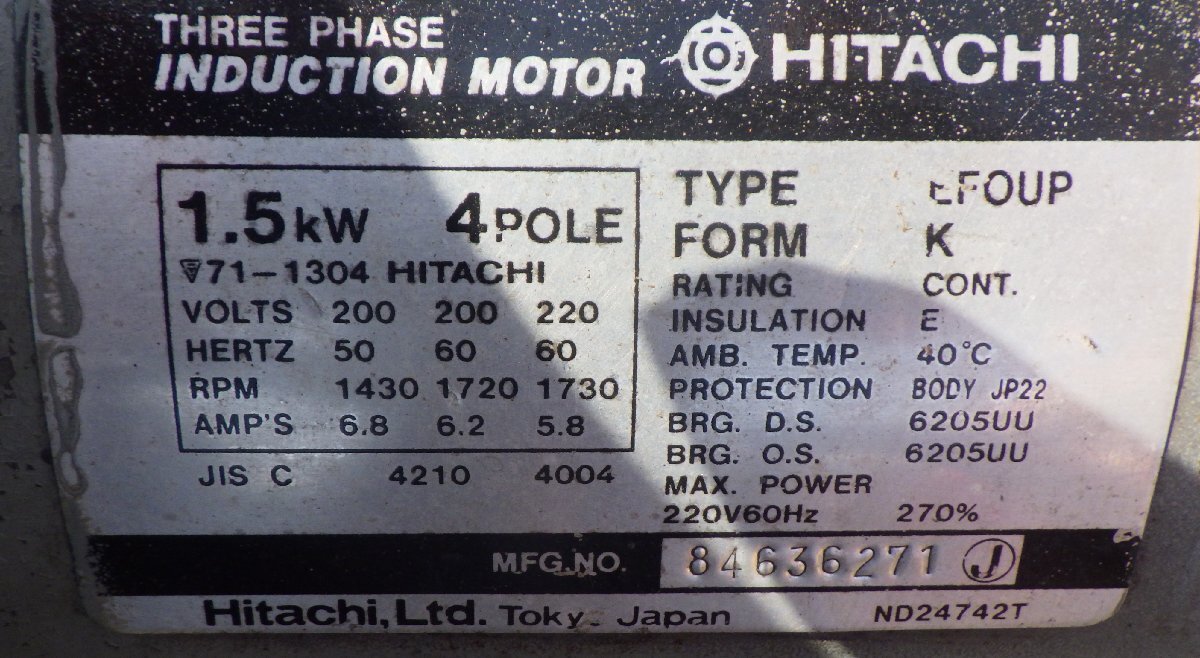 THREE PHASE
INDUCTION MOTOR
HITACHI
1.5kW 4POLE
71-1304 HITACHI
VOLTS 200 200 220
HERTZ 50 60 60
RPM 1430 1720 1730
AMP'S 6.8 6.2 5.8
JIS C 4210 4004
TYPE EFOUP
FORM K
RATING CONT.
INSULATION E
AMB. TEMP. 40°C
PROTECTION BODY JP22
BRG. D.S. 6205UU
BRG. O.S. 6205UU
MAX. POWER
220V60Hz 270%
MFG.NO. 84636271 J
Hitachi,Ltd. Tokyo Japan
ND24742T